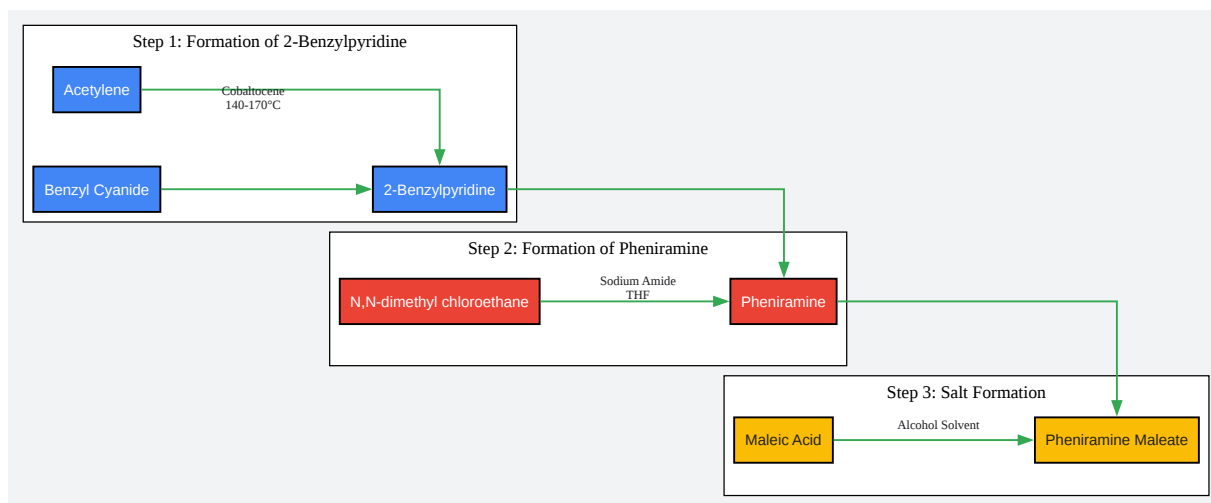 Step 1: Formation of 2-Benzylpyridine
Acetylene
Cobaltocene
140-170°C
Benzyl Cyanide
2-Benzylpyridine
Step 2: Formation of Pheniramine
N,N-dimethyl chloroethane
Sodium Amide
THF
Pheniramine
Step 3: Salt Formation
Maleic Acid
Alcohol Solvent
Pheniramine Maleate